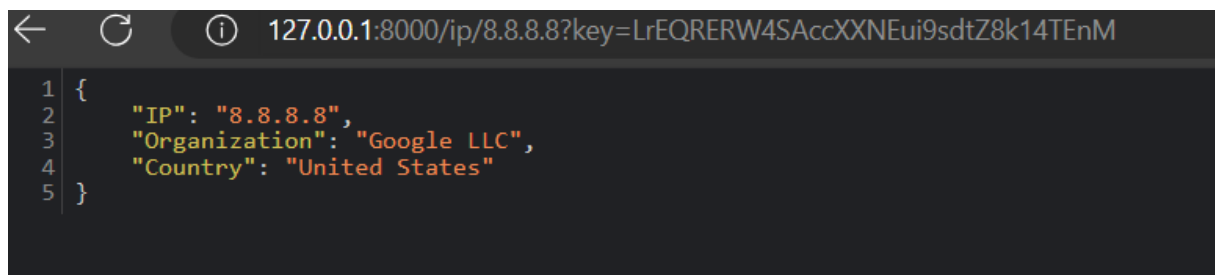 127.0.0.1:8000/ip/8.8.8.8?key=LrEQRERW4SAccXXNEui9sdtZ8k14TEnM
1 {
2 "IP": "8.8.8.8",
3 "Organization": "Google LLC",
4 "Country": "United States"
5 }